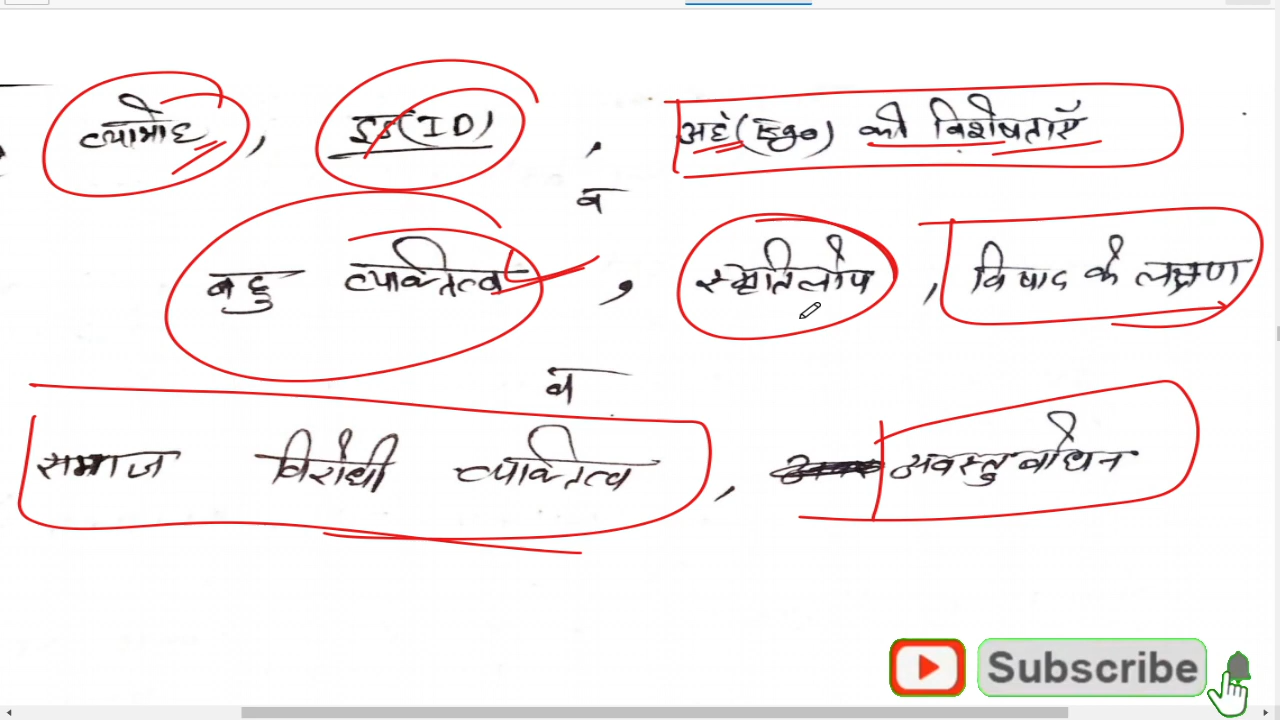 व्यामोह, इड(ID), अहं(Ego) की विशेषताएँ
व
बहु व्यक्तित्व, स्मृतिलोप, विषाद के लक्षण
व
समाज विरोधी व्यक्तित्व, अवस्तुबोधन
Subscribe